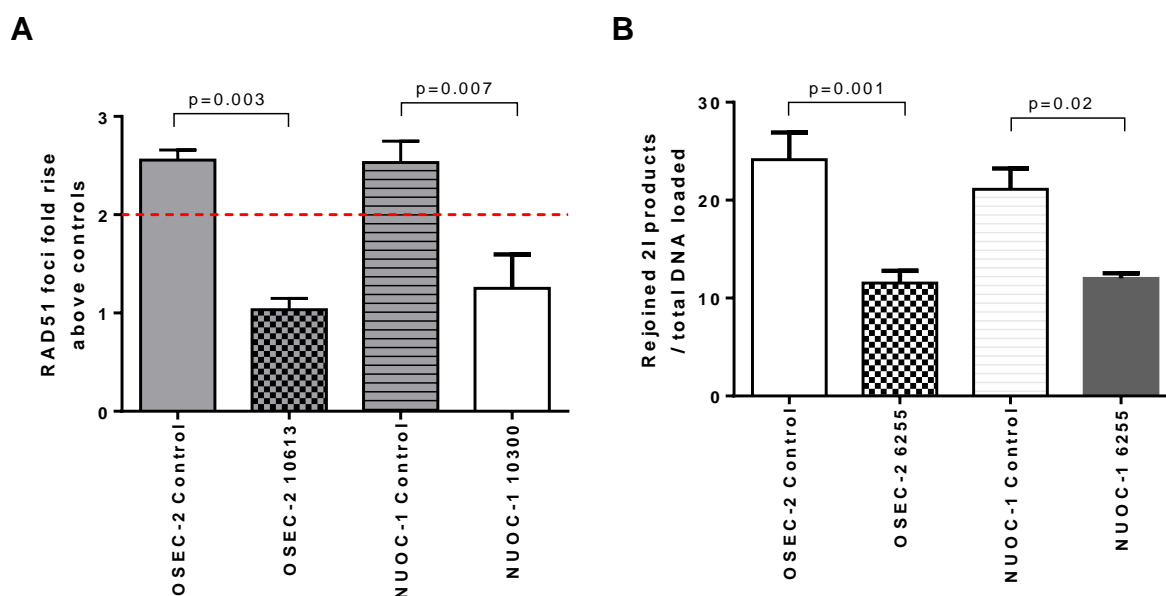 A
RAD51 foci fold rise
above controls
3
2
1
0
p=0.003
p=0.007
OSEC-2 Control
OSEC-2 10613
NUOC-1 Control
NUOC-1 10300
B
Rejoined 2I products
/total DNA loaded
30
20
10
0
p=0.001
p=0.02
OSEC-2 Control
OSEC-2 6255
NUOC-1 Control
NUOC-1 6255